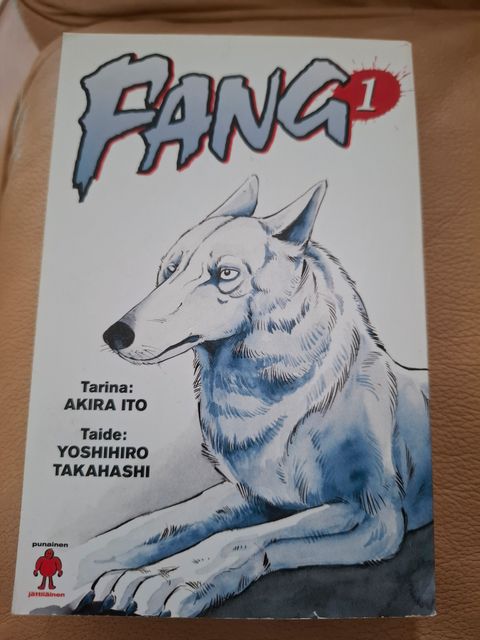 FANG
1
Tarina:
AKIRA ITO
Taide:
YOSHIHIRO
TAKAHASHI
punainen
jättiläinen